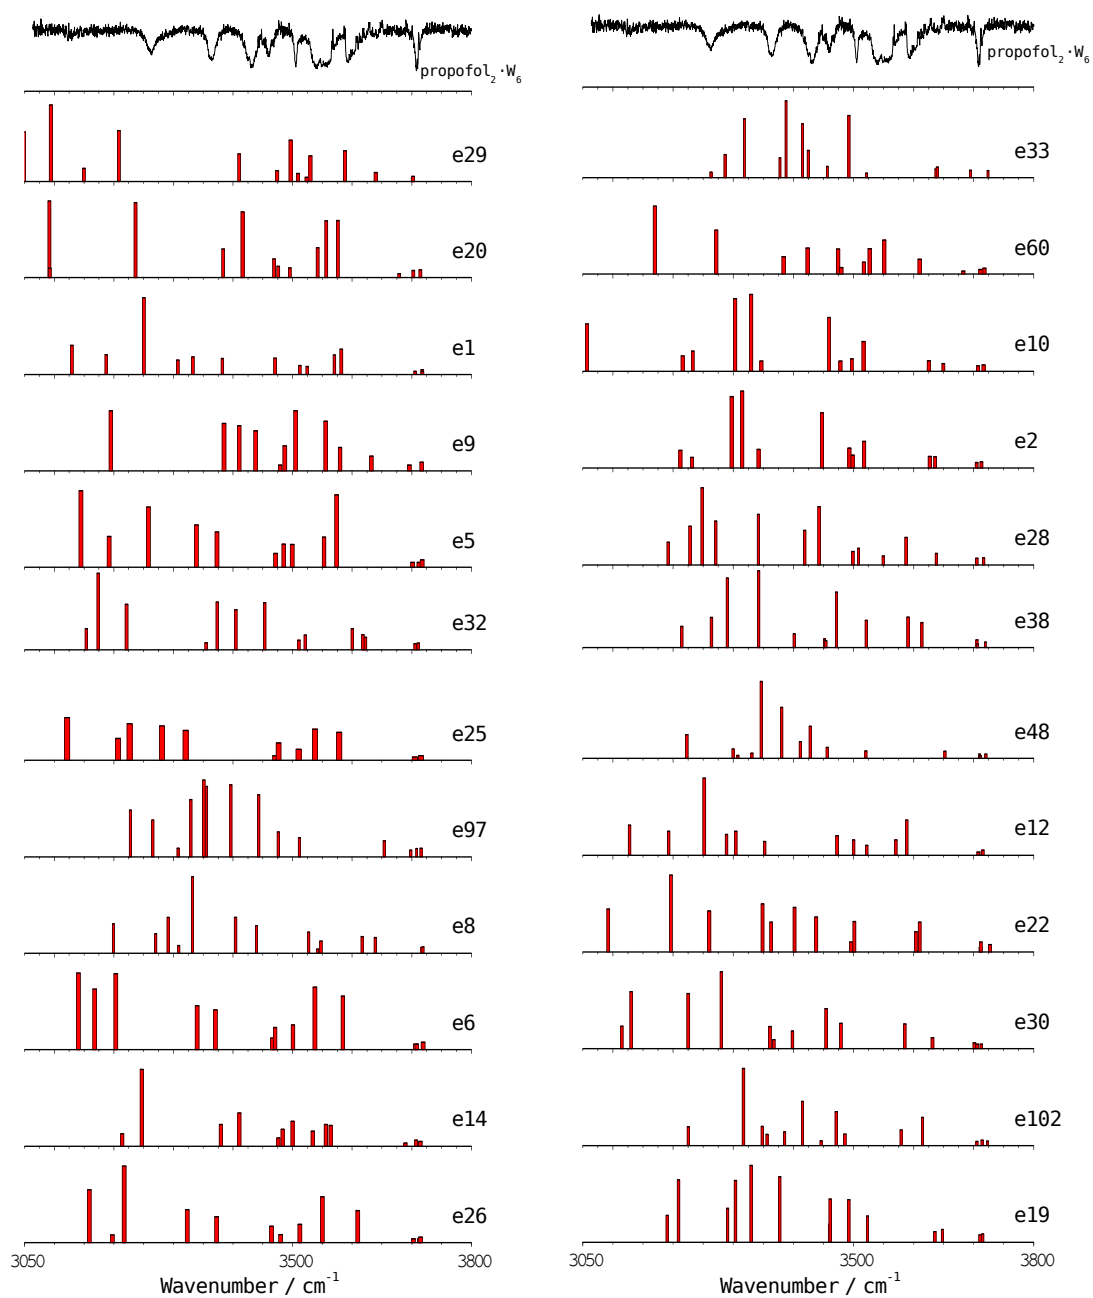 propofol₂·W₆
e29
e20
e1
e9
e5
e32
e25
e97
e8
e6
e14
e26
3050 3500 3800
Wavenumber / cm⁻¹
propofol₂·W₆
e33
e60
e10
e2
e28
e38
e48
e12
e22
e30
e102
e19
3050 3500 3800
Wavenumber / cm⁻¹